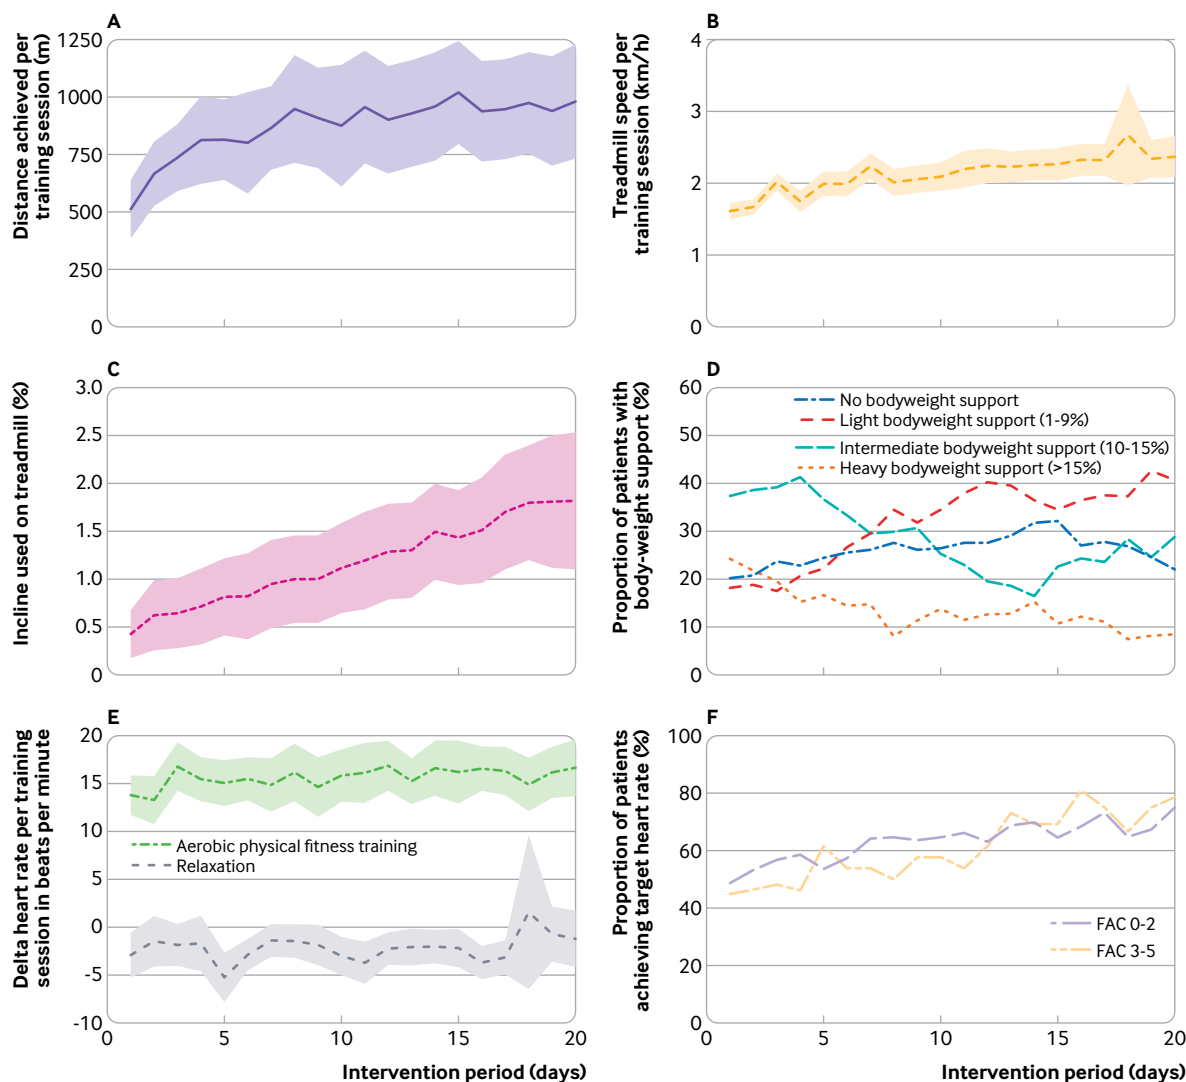 A
Distance achieved per
training session (m)
1250
1000
750
500
250
0
B
Treadmill speed per
training session (km/h)
4
3
2
1
0
C
Incline used on treadmill (%)
3.0
2.5
2.0
1.5
1.0
0.5
0
D
Proportion of patients with
body-weight support (%)
60
50
40
30
20
10
0
No bodyweight support
Light bodyweight support (1-9%)
Intermediate bodyweight support (10-15%)
Heavy bodyweight support (>15%)
E
Delta heart rate per training
session in beats per minute
20
15
10
5
0
-5
-10
Aerobic physical fitness training
Relaxation
0 5 10 15 20
Intervention period (days)
F
Proportion of patients
achieving target heart rate (%)
100
80
60
40
20
0
FAC 0-2
FAC 3-5
0 5 10 15 20
Intervention period (days)